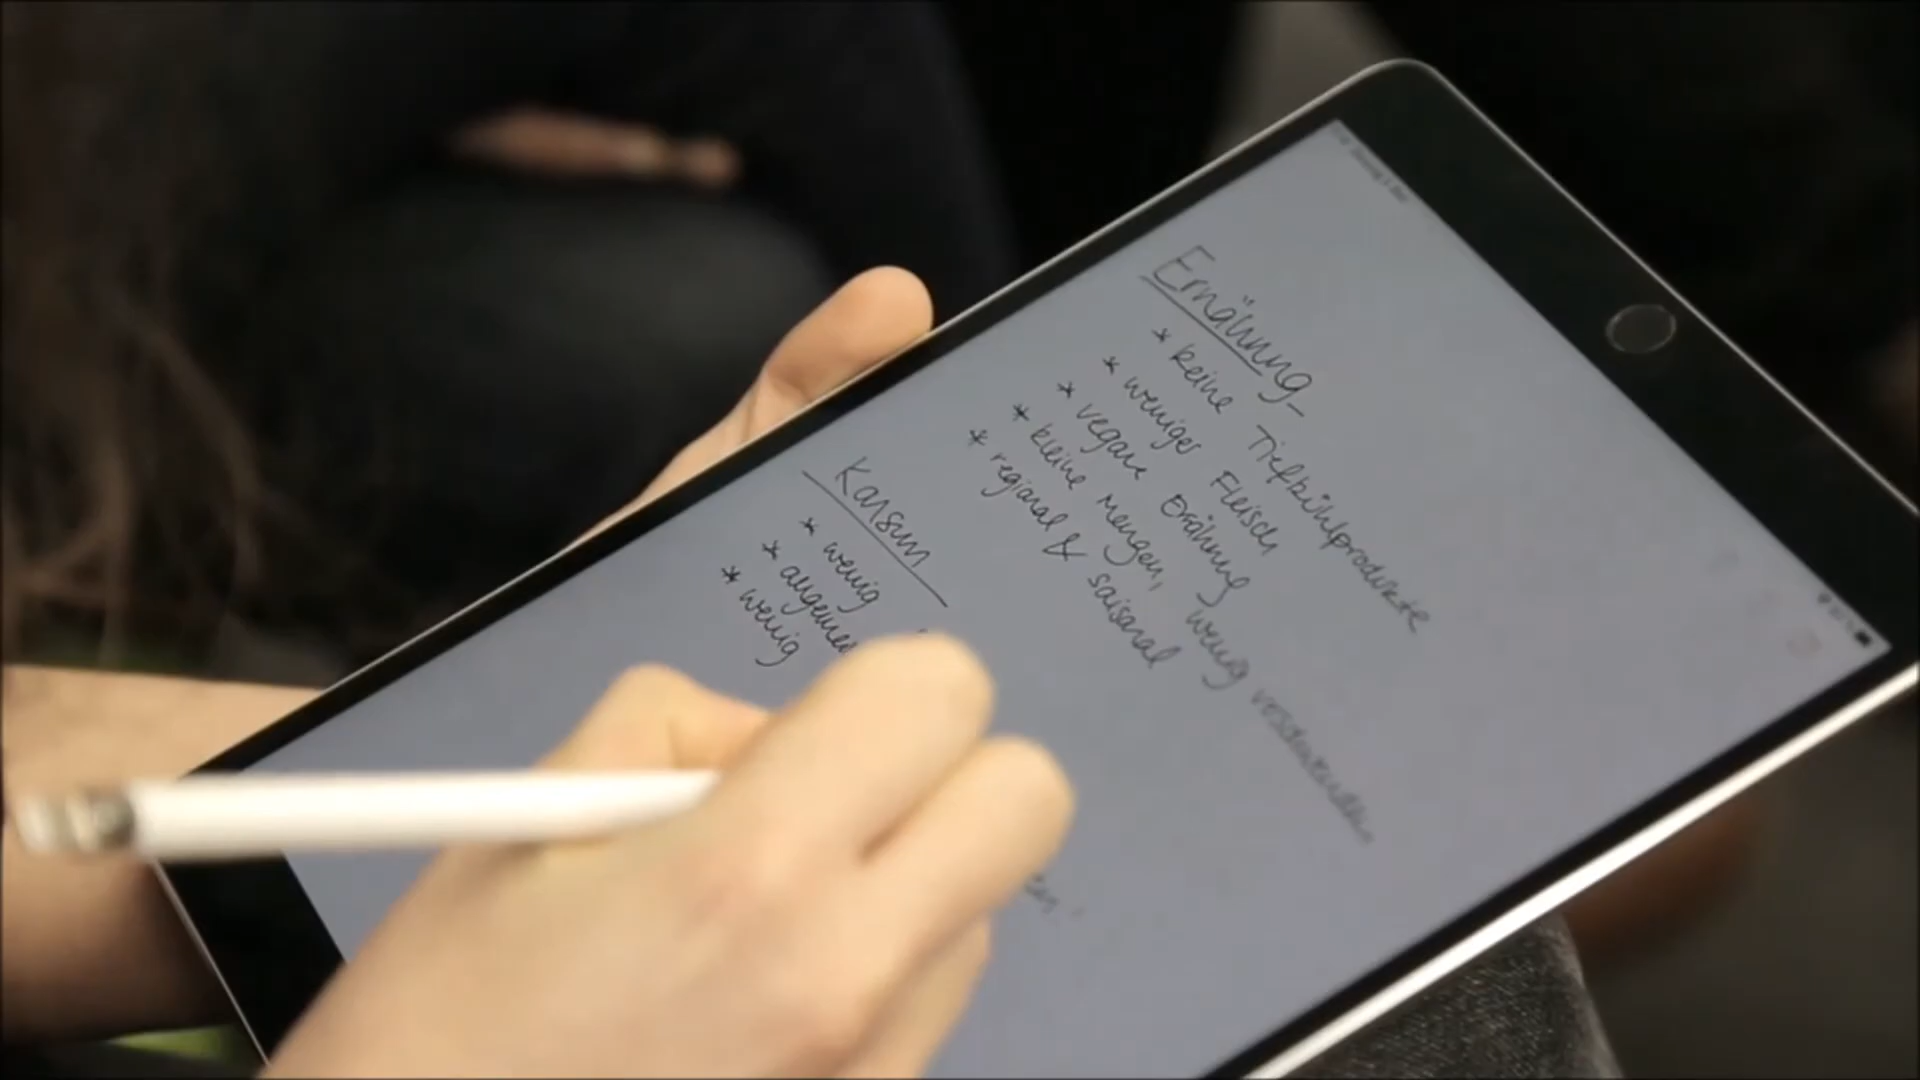 Ernährung
* keine Tiefkühlprodukte
* weniger Fleisch
* vegane Ernährung
* kleine Mengen, wenig verschwenden
* regional & saisonal
Konsum
* wenig
* allgemein
* wenig